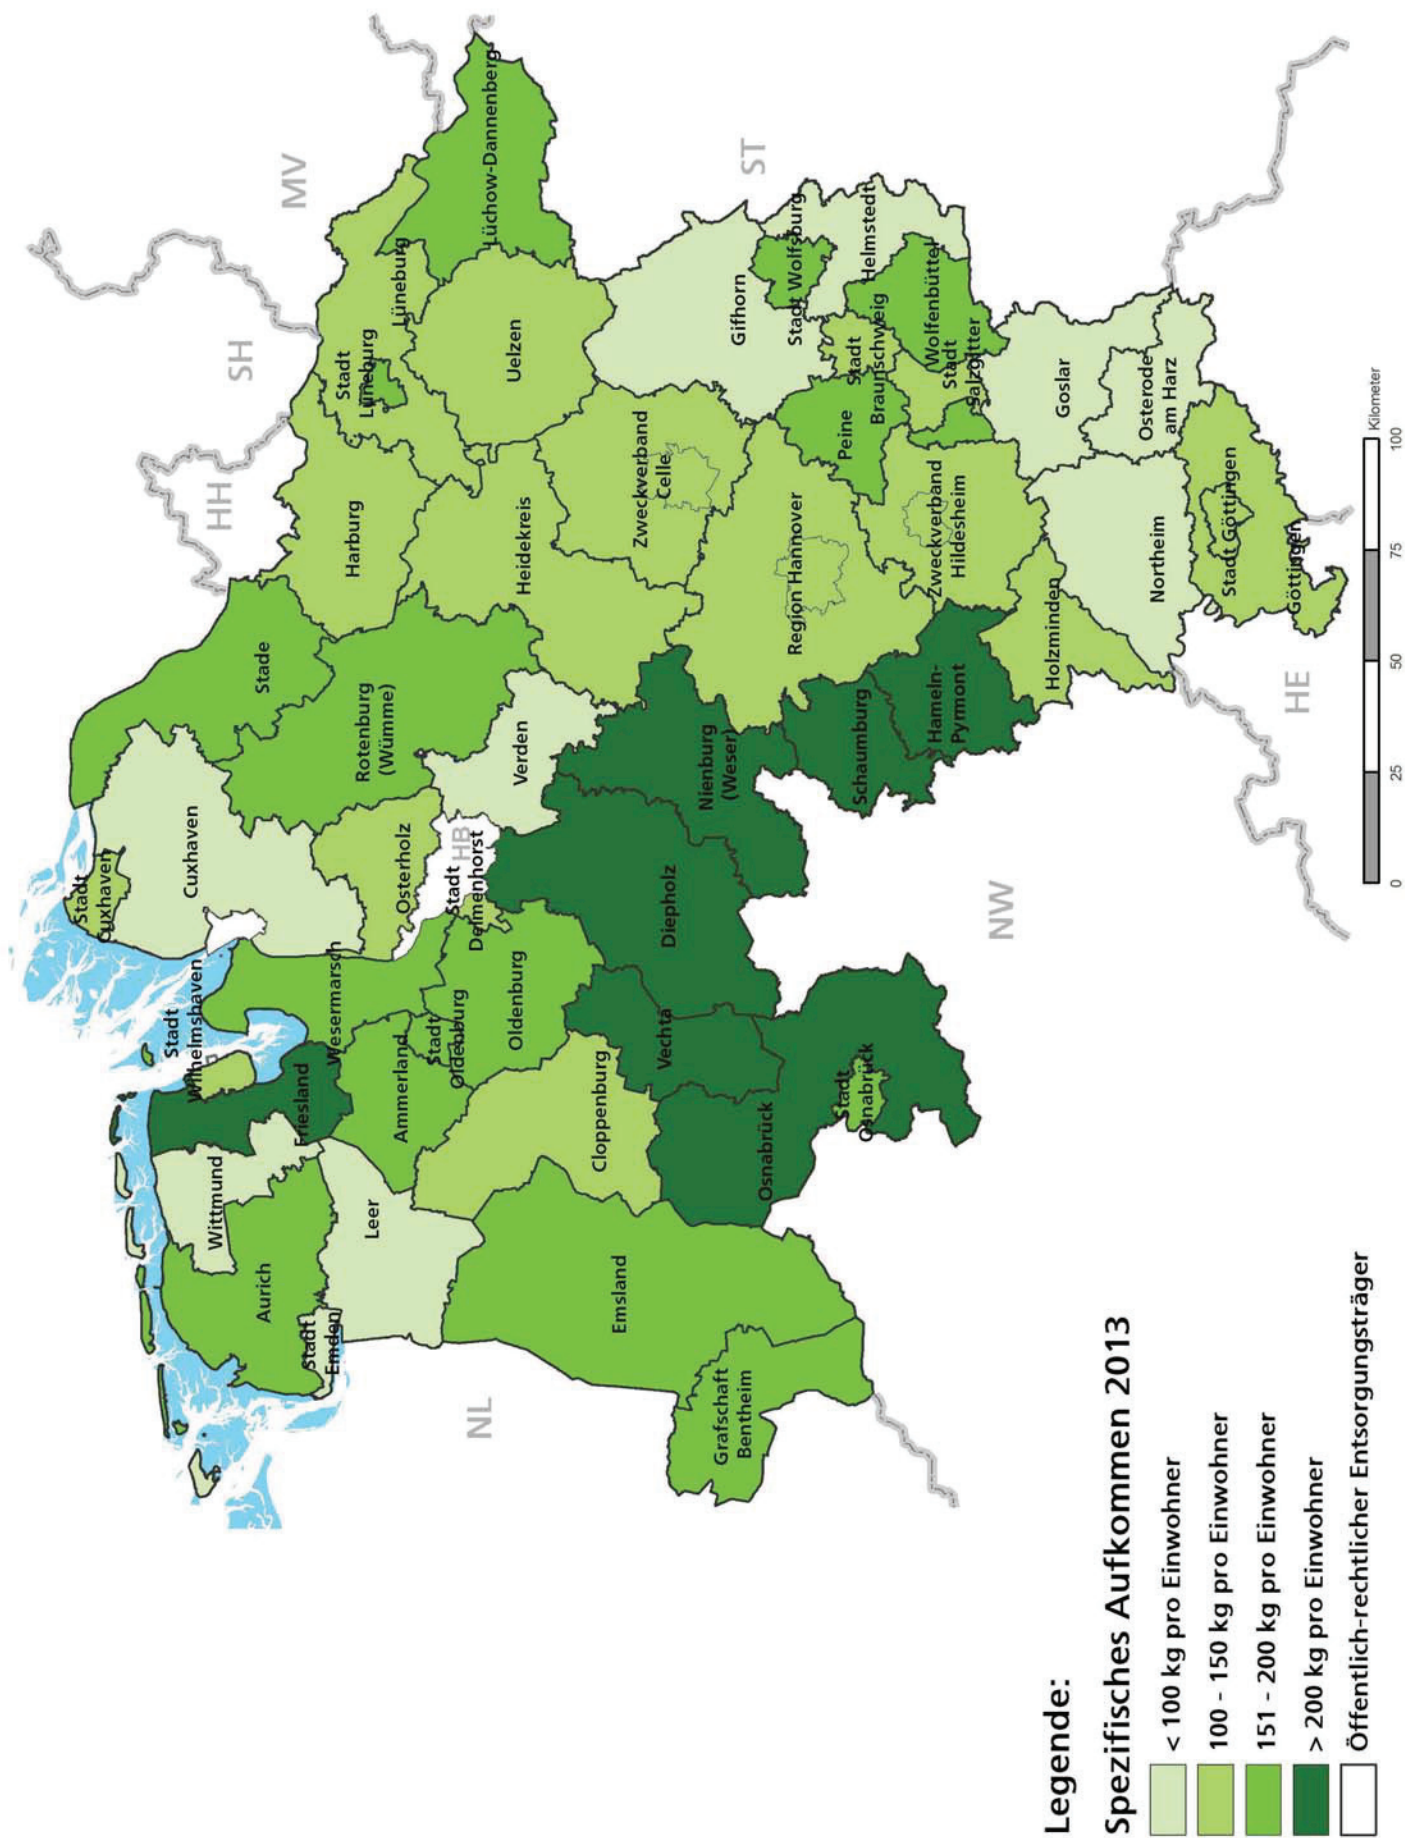 MV
SH
HH
ST
HB
NL
NW
HE
Stadt
Cuxhaven
Cuxhaven
Stade
Stadt
Wilhelmshaven
Wittmund
Friesland
Aurich
Stadt
Emden
Leer
Wesermarsch
Ammerland
Stadt
Oldenburg
Oldenburg
Osterholz
Stadt
Delmenhorst
Rotenburg
(Wümme)
Verden
Harburg
Stadt
Lüneburg
Lüneburg
Lüchow-Dannenberg
Uelzen
Heidekreis
Zweckverband
Celle
Cloppenburg
Emsland
Vechta
Diepholz
Nienburg
(Weser)
Grafschaft
Bentheim
Osnabrück
Stadt
Osnabrück
Region Hannover
Gifhorn
Stadt Wolfsburg
Helmstedt
Peine
Stadt
Braunschweig
Wolfenbüttel
Stadt
Salzgitter
Schaumburg
Hameln-
Pyrmont
Zweckverband
Hildesheim
Holzminden
Goslar
Osterode
am Harz
Northeim
Stadt Göttingen
Göttingen
Legende:
Spezifisches Aufkommen 2013
< 100 kg pro Einwohner
100 - 150 kg pro Einwohner
151 - 200 kg pro Einwohner
> 200 kg pro Einwohner
Öffentlich-rechtlicher Entsorgungsträger
0 25 50 75 100
Kilometer